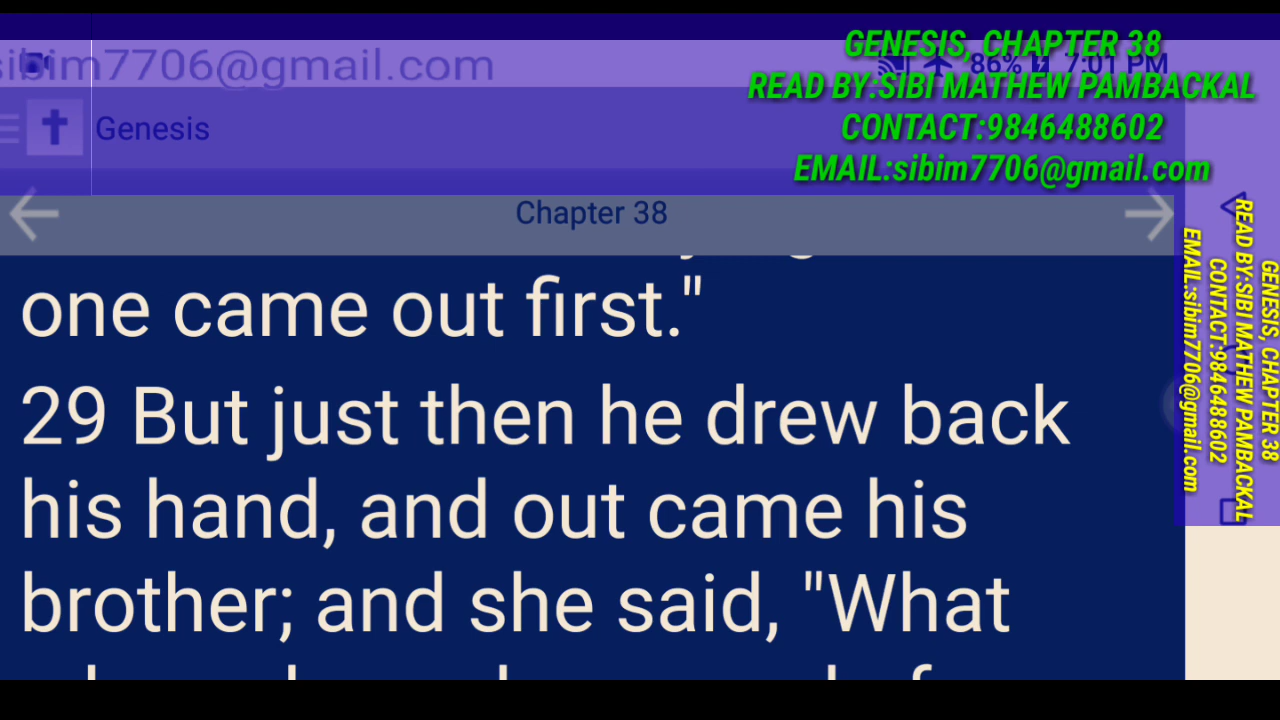 sibim7706@gmail.com
86% 7:01 PM
GENESIS, CHAPTER 38
READ BY:SIBI MATHEW PAMBACKAL
CONTACT:9846488602
EMAIL:sibim7706@gmail.com
Genesis
Chapter 38
one came out first."
29 But just then he drew back
his hand, and out came his
brother; and she said, "What
GENESIS, CHAPTER 38
READ BY:SIBI MATHEW PAMBACKAL
CONTACT:9846488602
EMAIL:sibim7706@gmail.com